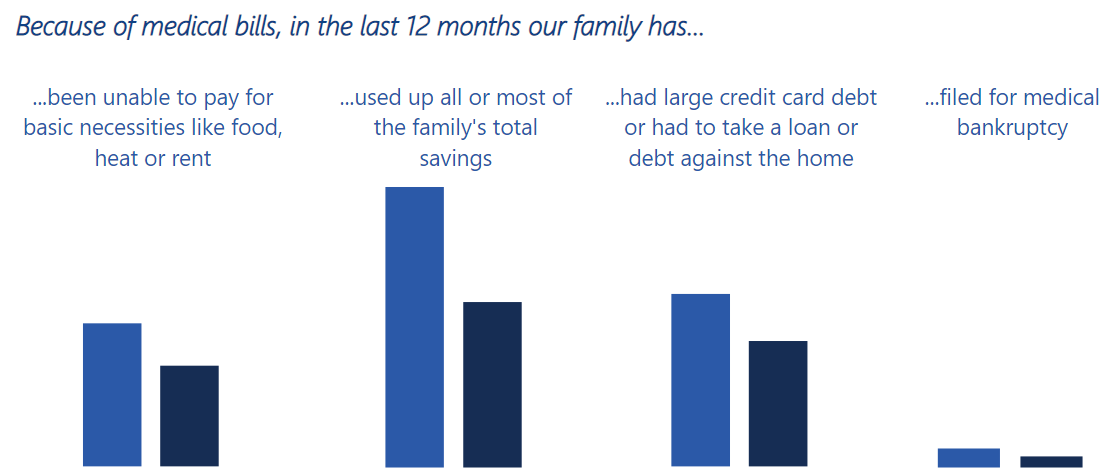 Because of medical bills, in the last 12 months our family has...
...been unable to pay for
basic necessities like food,
heat or rent
...used up all or most of
the family's total
savings
...had large credit card debt
or had to take a loan or
debt against the home
...filed for medical
bankruptcy